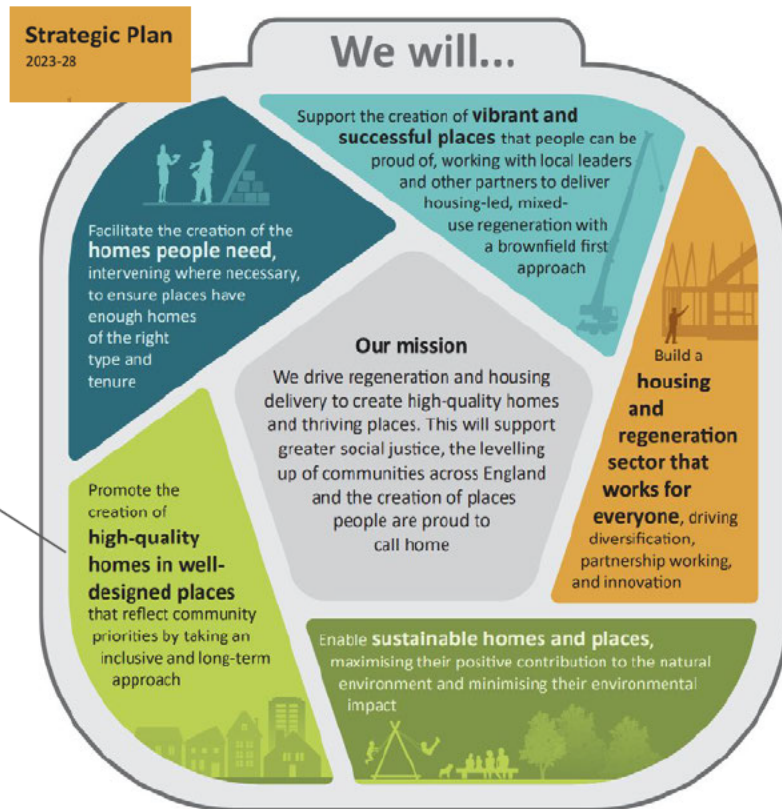 Strategic Plan
2023-28
We will...
Support the creation of vibrant and
successful places that people can be
proud of, working with local leaders
and other partners to deliver
housing-led, mixed-
use regeneration with
a brownfield first
approach
Build a
housing
and
regeneration
sector that
works for
everyone, driving
diversification,
partnership working,
and innovation
Enable sustainable homes and places,
maximising their positive contribution to the natural
environment and minimising their environmental
impact
Promote the
creation of
high-quality
homes in well-
designed places
that reflect community
priorities by taking an
inclusive and long-term
approach
Facilitate the creation of the
homes people need,
intervening where necessary,
to ensure places have
enough homes
of the right
type and
tenure
Our mission
We drive regeneration and housing
delivery to create high-quality homes
and thriving places. This will support
greater social justice, the levelling
up of communities across England
and the creation of places
people are proud to
call home